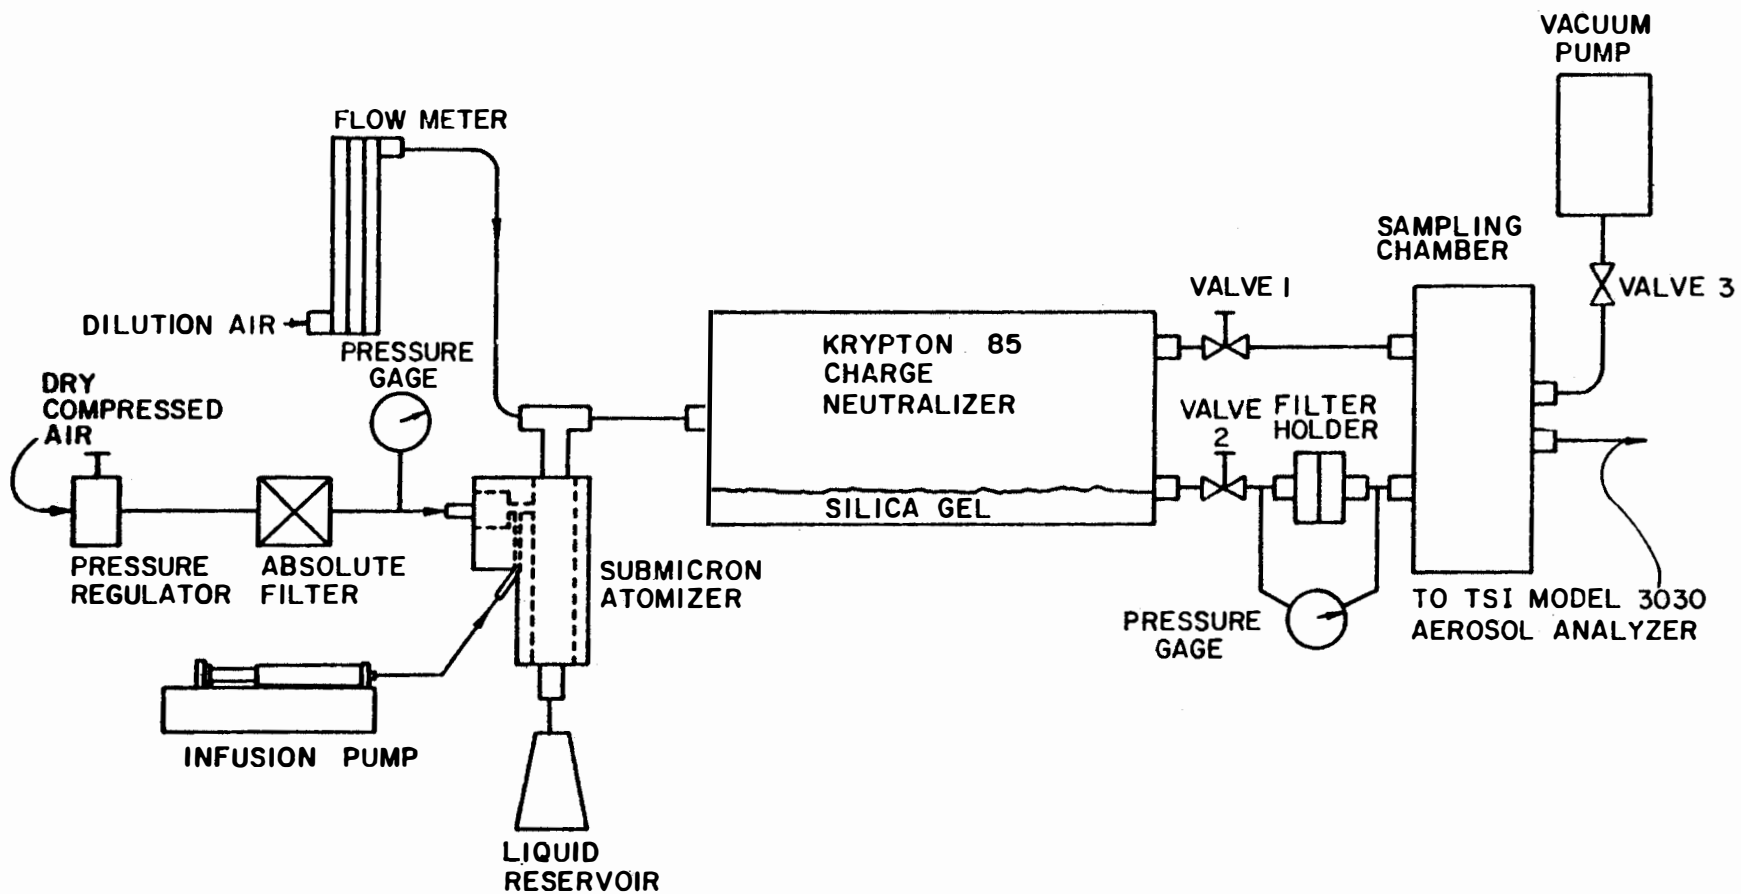 VACUUM
PUMP
FLOW METER
SAMPLING
CHAMBER
VALVE 1
VALVE 3
DILUTION AIR
PRESSURE
GAGE
KRYPTON 85
CHARGE
NEUTRALIZER
DRY
COMPRESSED
AIR
VALVE
2
FILTER
HOLDER
SILICA GEL
PRESSURE
REGULATOR
ABSOLUTE
FILTER
SUBMICRON
ATOMIZER
TO TSI MODEL 3030
AEROSOL ANALYZER
PRESSURE
GAGE
INFUSION PUMP
LIQUID
RESERVOIR